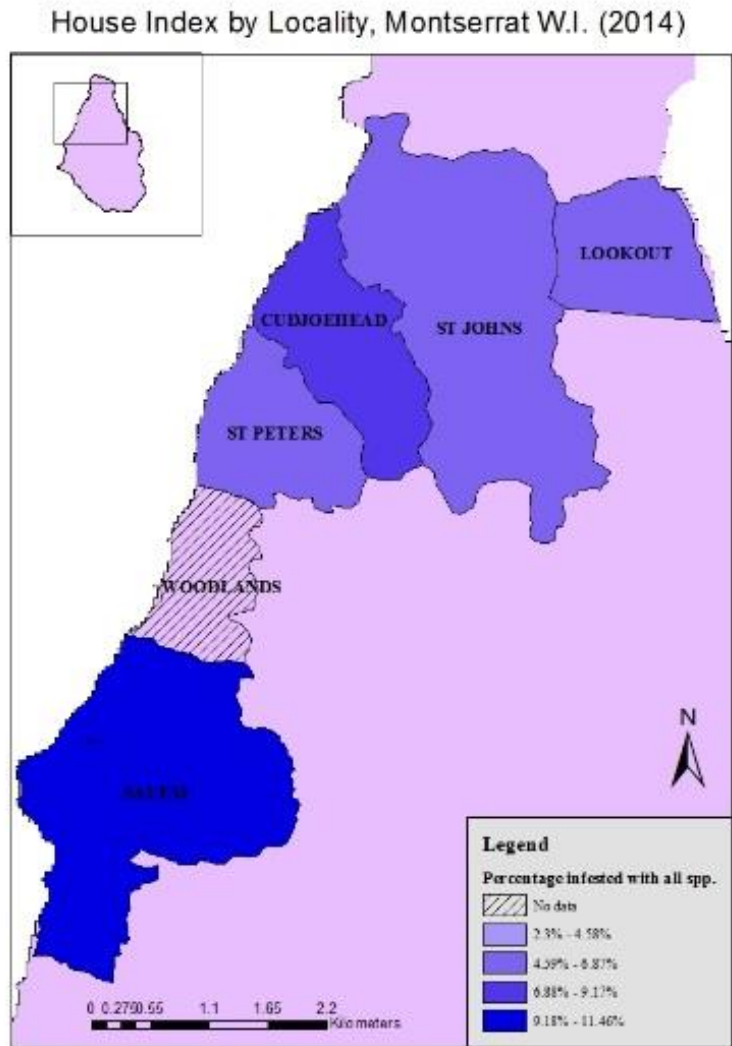 House Index by Locality, Montserrat W.I. (2014)
LOOKOUT
CUDJOEHEAD
ST JOHNS
ST PETERS
WOODLANDS
SALEM
N
Legend
Percentage infested with all spp.
No data
2.3% - 4.58%
4.59% - 6.87%
6.88% - 9.17%
9.18% - 11.46%
0 0.2750.55 1.1 1.65 2.2
Kilometers